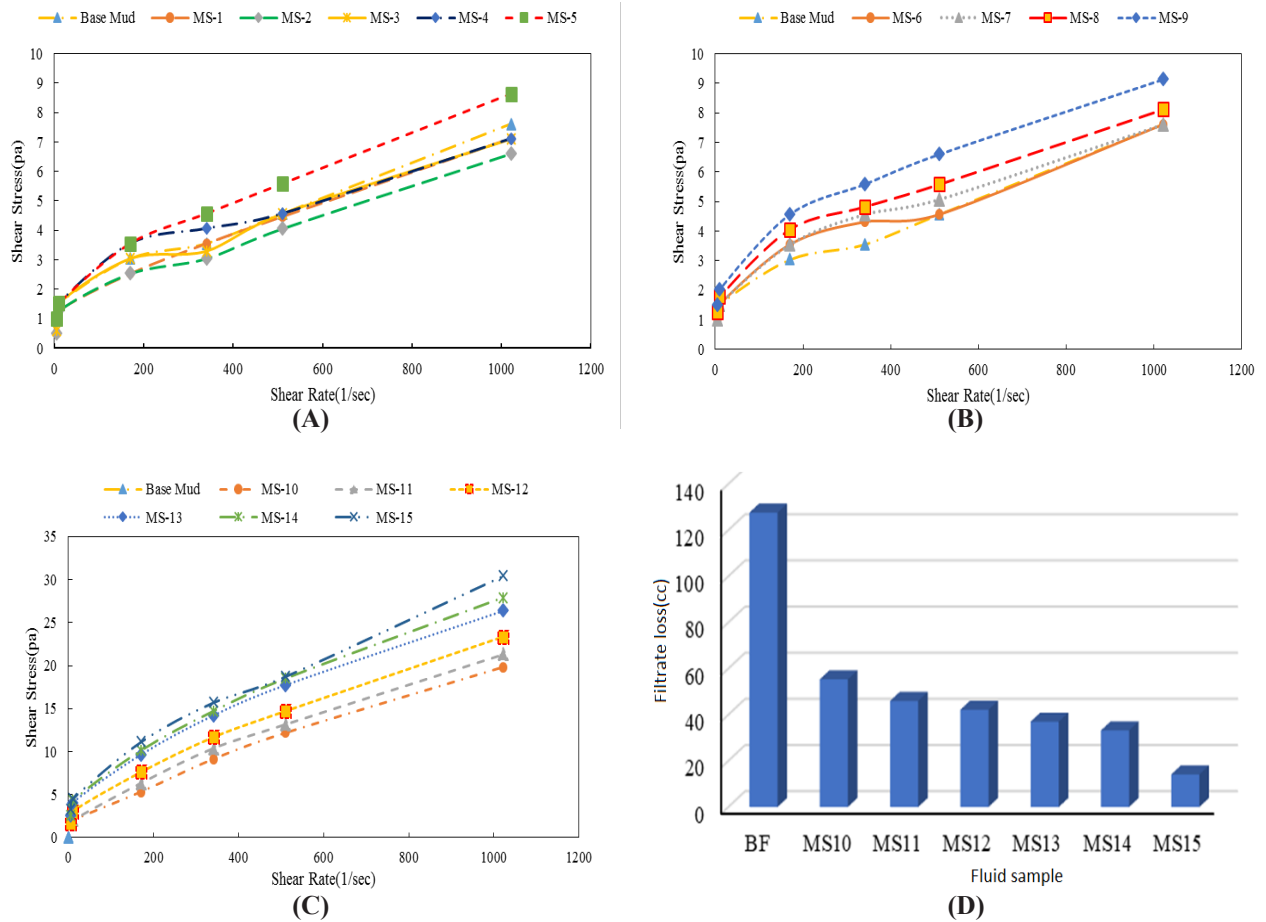 Base Mud MS-1 MS-2 MS-3 MS-4 MS-5
10
9
8
7
6
5
4
3
2
1
0
Shear Stress(pa)
0 200 400 600 800 1000 1200
Shear Rate(1/sec)
(A)
Base Mud MS-6 MS-7 MS-8 MS-9
10
9
8
7
6
5
4
3
2
1
0
Shear Stress(pa)
0 200 400 600 800 1000 1200
Shear Rate(1/sec)
(B)
Base Mud MS-10 MS-11 MS-12
MS-13 MS-14 MS-15
35
30
25
20
15
10
5
0
Shear Stress(pa)
0 200 400 600 800 1000 1200
Shear Rate(1/sec)
(C)
140
120
100
80
60
40
20
0
Filtrate loss(cc)
BF MS10 MS11 MS12 MS13 MS14 MS15
Fluid sample
(D)